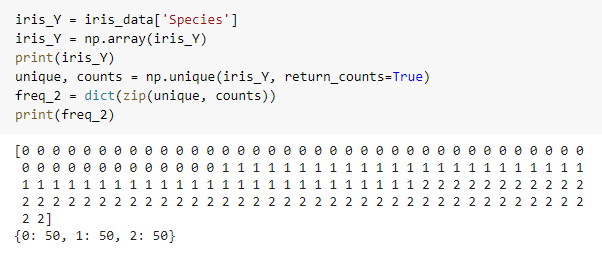 iris_Y = iris_data['Species']
iris_Y = np.array(iris_Y)
print(iris_Y)
unique, counts = np.unique(iris_Y, return_counts=True)
freq_2 = dict(zip(unique, counts))
print(freq_2)
[0 0 0 0 0 0 0 0 0 0 0 0 0 0 0 0 0 0 0 0 0 0 0 0 0 0 0 0 0 0 0 0 0 0 0 0 0
0 0 0 0 0 0 0 0 0 0 0 0 0 1 1 1 1 1 1 1 1 1 1 1 1 1 1 1 1 1 1 1 1 1 1 1 1
1 1 1 1 1 1 1 1 1 1 1 1 1 1 1 1 1 1 1 1 1 1 1 1 1 1 2 2 2 2 2 2 2 2 2 2 2
2 2 2 2 2 2 2 2 2 2 2 2 2 2 2 2 2 2 2 2 2 2 2 2 2 2 2 2 2 2 2 2 2 2 2 2 2
2 2]
{0: 50, 1: 50, 2: 50}